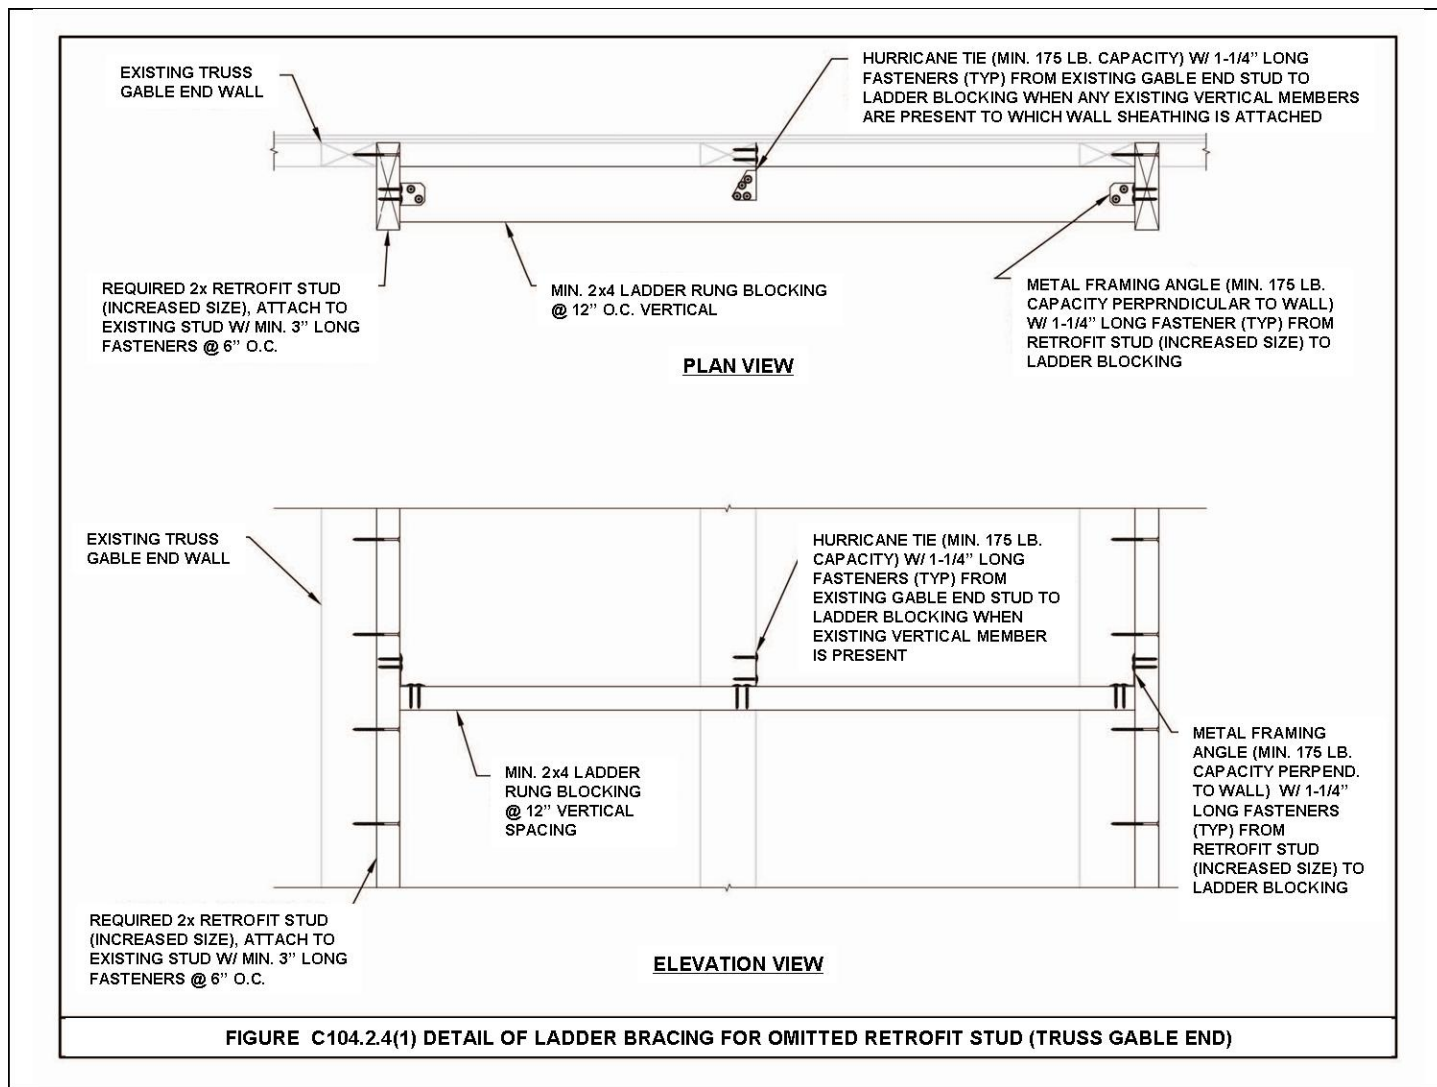 EXISTING TRUSS
GABLE END WALL
HURRICANE TIE (MIN. 175 LB. CAPACITY) W/ 1-1/4” LONG
FASTENERS (TYP) FROM EXISTING GABLE END STUD TO
LADDER BLOCKING WHEN ANY EXISTING VERTICAL MEMBERS
ARE PRESENT TO WHICH WALL SHEATHING IS ATTACHED
REQUIRED 2x RETROFIT STUD
(INCREASED SIZE), ATTACH TO
EXISTING STUD W/ MIN. 3” LONG
FASTENERS @ 6” O.C.
MIN. 2x4 LADDER RUNG BLOCKING
@ 12” O.C. VERTICAL
METAL FRAMING ANGLE (MIN. 175 LB.
CAPACITY PERPRNDICULAR TO WALL)
W/ 1-1/4” LONG FASTENER (TYP) FROM
RETROFIT STUD (INCREASED SIZE) TO
LADDER BLOCKING
PLAN VIEW
EXISTING TRUSS
GABLE END WALL
HURRICANE TIE (MIN. 175 LB.
CAPACITY) W/ 1-1/4” LONG
FASTENERS (TYP) FROM
EXISTING GABLE END STUD TO
LADDER BLOCKING WHEN
EXISTING VERTICAL MEMBER
IS PRESENT
MIN. 2x4 LADDER
RUNG BLOCKING
@ 12” VERTICAL
SPACING
METAL FRAMING
ANGLE (MIN. 175 LB.
CAPACITY PERPEND.
TO WALL) W/ 1-1/4”
LONG FASTENERS
(TYP) FROM
RETROFIT STUD
(INCREASED SIZE) TO
LADDER BLOCKING
REQUIRED 2x RETROFIT STUD
(INCREASED SIZE), ATTACH TO
EXISTING STUD W/ MIN. 3” LONG
FASTENERS @ 6” O.C.
ELEVATION VIEW
FIGURE C104.2.4(1) DETAIL OF LADDER BRACING FOR OMITTED RETROFIT STUD (TRUSS GABLE END)